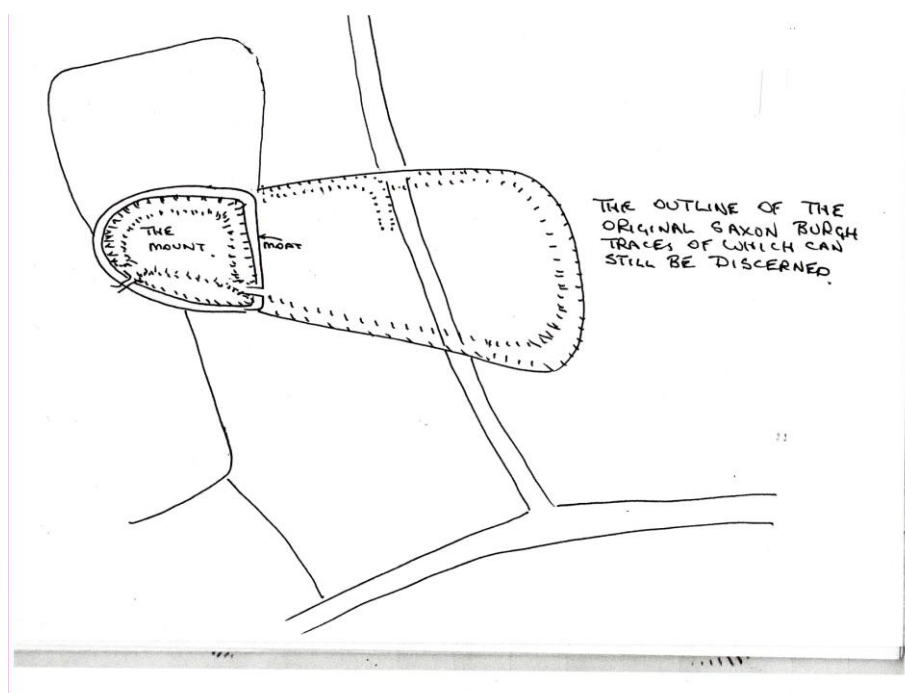 THE
MOUNT
MOAT
THE OUTLINE OF THE
ORIGINAL SAXON BURGH
TRACES OF WHICH CAN
STILL BE DISCERNED.